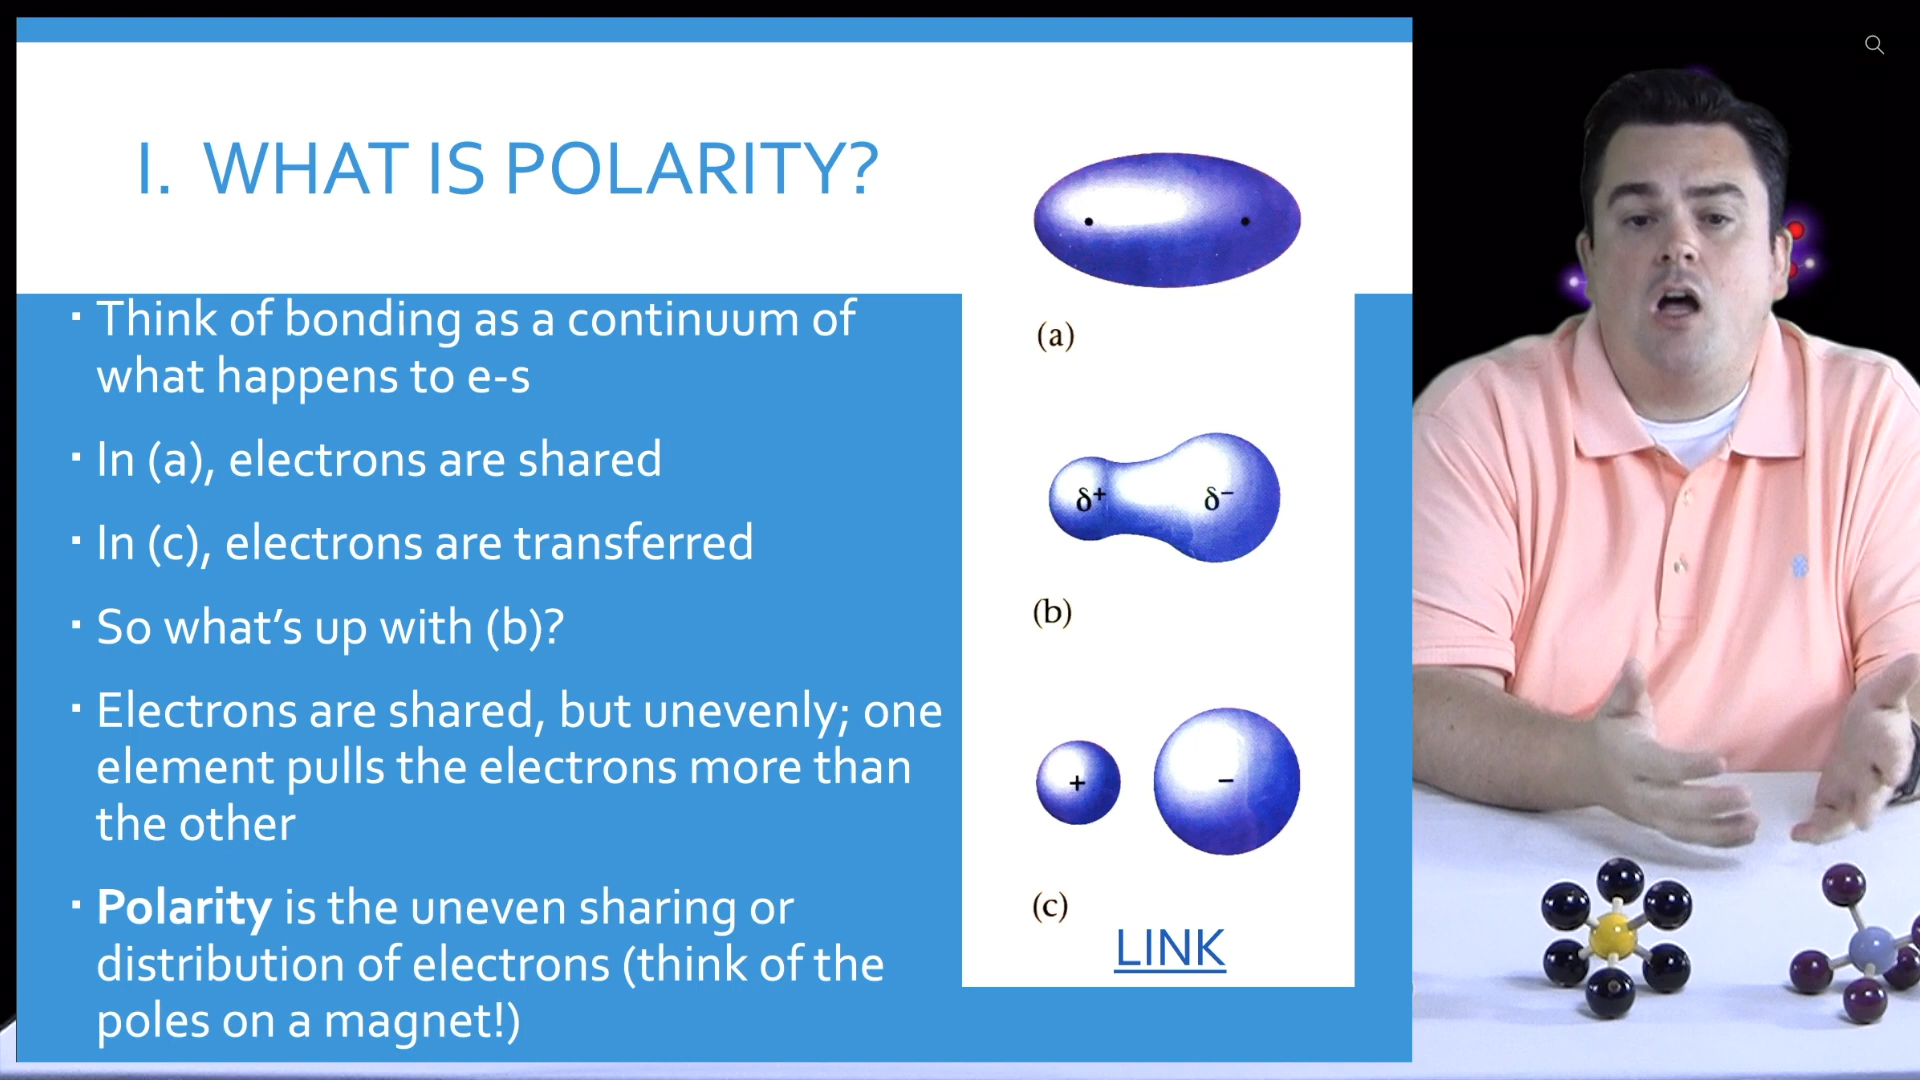 I. WHAT IS POLARITY?
▪ Think of bonding as a continuum of
what happens to e-s
▪ In (a), electrons are shared
▪ In (c), electrons are transferred
▪ So what’s up with (b)?
▪ Electrons are shared, but unevenly; one
element pulls the electrons more than
the other
▪ Polarity is the uneven sharing or
distribution of electrons (think of the
poles on a magnet!)
(a)
δ+ δ−
(b)
+ −
(c)
LINK